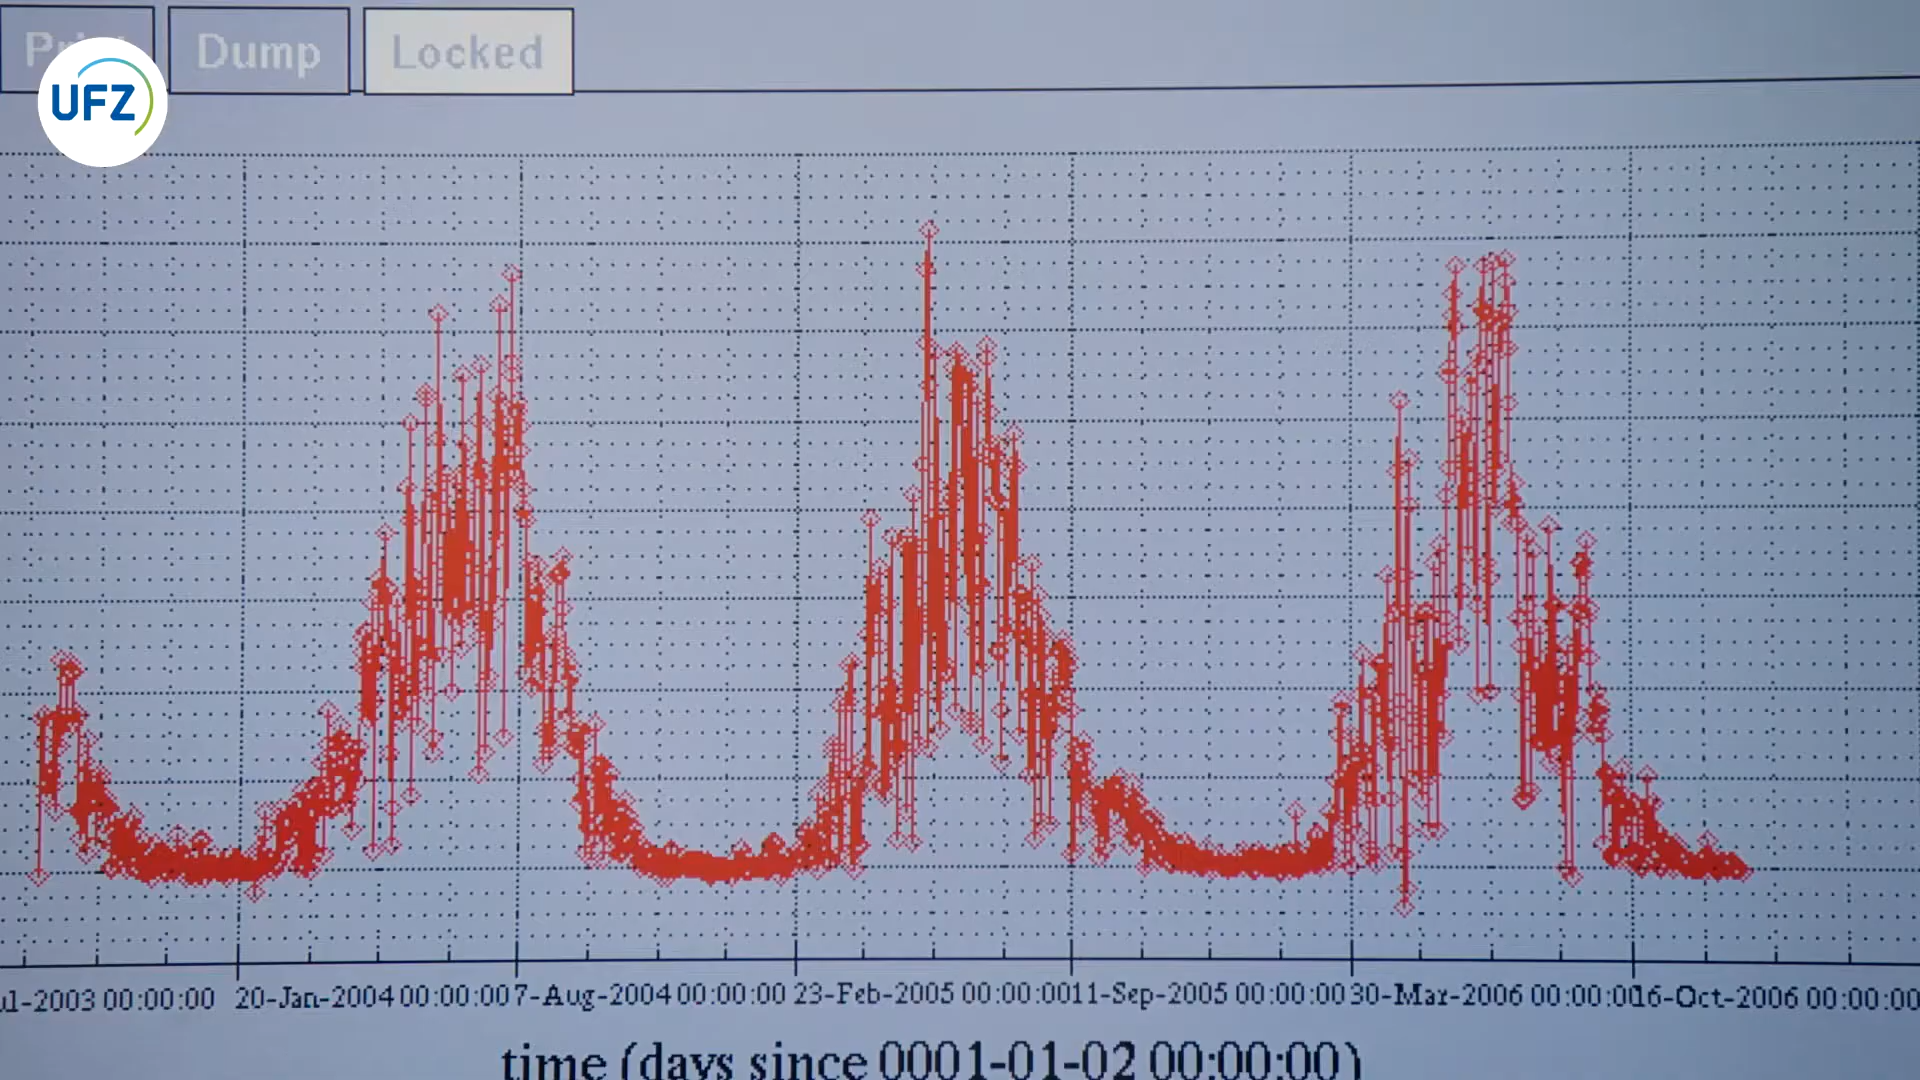 Dump Locked
UFZ
20-Jan-2004 00:00:00 7-Aug-2004 00:00:00 23-Feb-2005 00:00:00 11-Sep-2005 00:00:00 30-Mar-2006 00:00:00 16-Oct-2006 00:00:00
time (days since 0001-01-02 00:00:00)